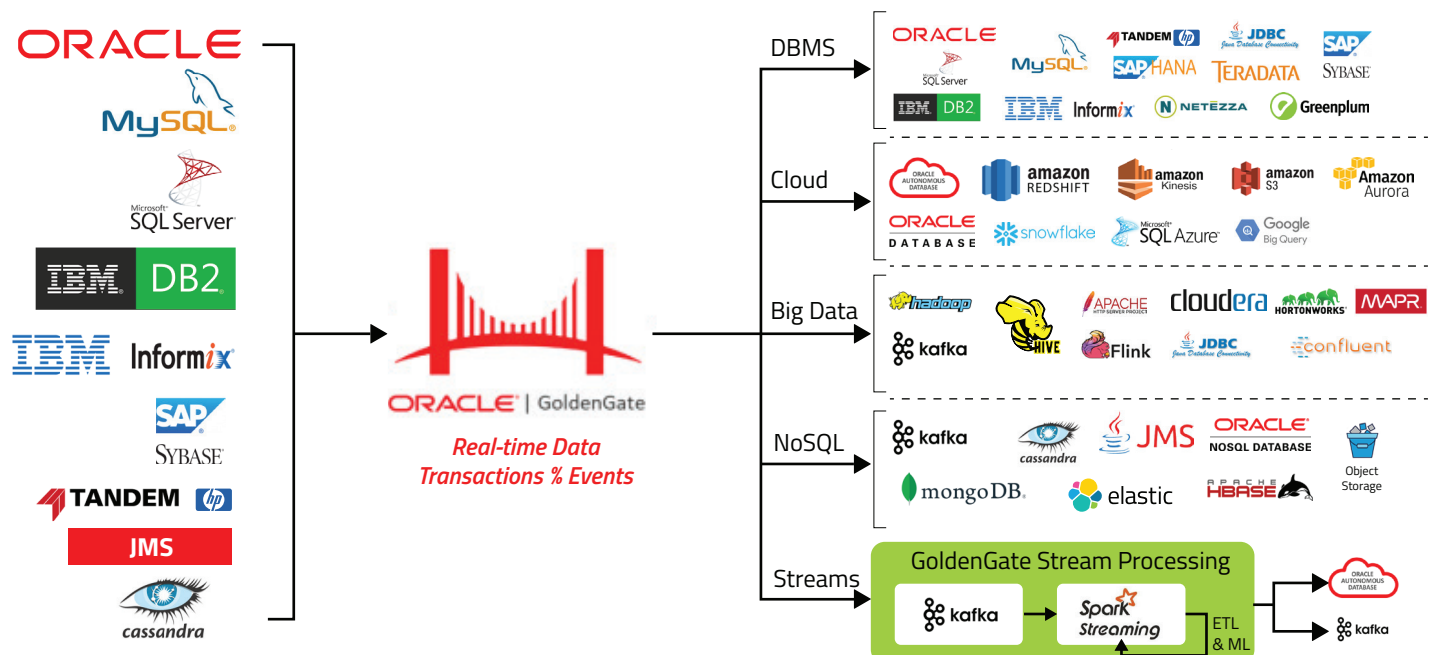 ORACLE
MySQL®
Microsoft®
SQL Server®
IBM® DB2®
IBM Informix®
SAP®
SYBASE®
TANDEM hp
JMS
cassandra
ORACLE® | GoldenGate
Real-time Data
Transactions % Events
DBMS
ORACLE
Microsoft®
SQL Server
MySQL®
TANDEM hp
JDBC
Java Database Connectivity
SAP
SYBASE®
SAP HANA
TERADATA
IBM DB2
IBM Informix
NETEZZA
Greenplum
Cloud
ORACLE
AUTONOMOUS
DATABASE
amazon
REDSHIFT
amazon
Kinesis
amazon
S3
Amazon
Aurora
ORACLE
DATABASE
snowflake
Microsoft®
SQL Azure
Google
Big Query
Big Data
hadoop
HIVE
APACHE
HTTP SERVER PROJECT
cloudera
HORTONWORKS
MAPR
kafka
Flink
JDBC
Java Database Connectivity
confluent
NoSQL
kafka
cassandra
JMS
ORACLE®
NOSQL DATABASE
Object
Storage
mongoDB®
elastic
APACHE
HBASE
Streams
GoldenGate Stream Processing
kafka
Spark
Streaming
ETL
& ML
ORACLE
AUTONOMOUS
DATABASE
kafka